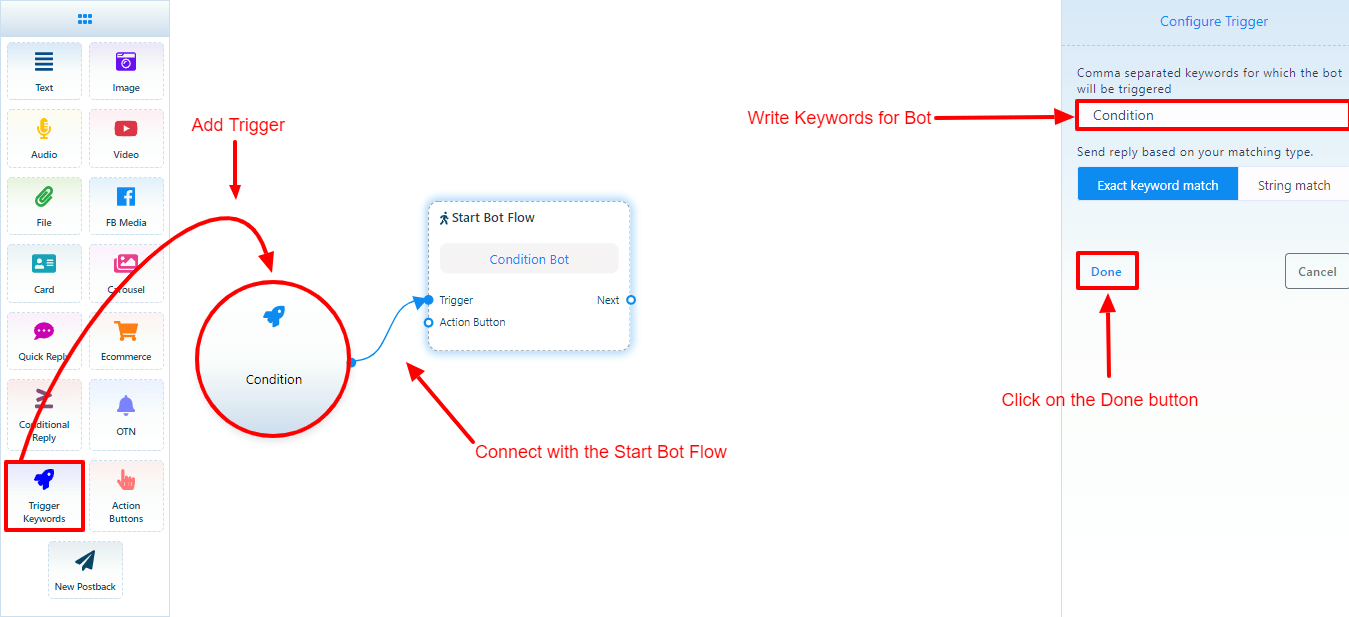 Text
Image
Audio
Video
File
FB Media
Card
Carousel
Quick Reply
Ecommerce
Conditional
Reply
OTN
Trigger
Keywords
Action
Buttons
New Postback
Add Trigger
Condition
Start Bot Flow
Condition Bot
Trigger
Next
Action Button
Connect with the Start Bot Flow
Write Keywords for Bot
Configure Trigger
Comma separated keywords for which the bot
will be triggered
Condition
Send reply based on your matching type.
Exact keyword match
String match
Done
Cancel
Click on the Done button